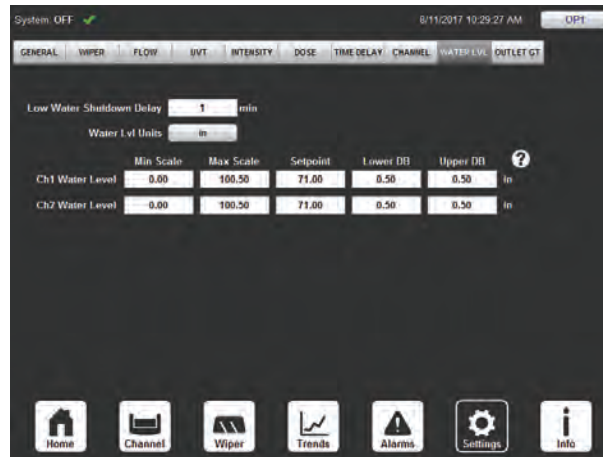 System: OFF 8/11/2017 10:29:27 AM OP1
GENERAL WIPER FLOW UVT INTENSITY DOSE TIME DELAY CHANNEL WATER LVL OUTLET GT
Low Water Shutdown Delay 1 min
Water Lvl Units in
Min Scale Max Scale Setpoint Lower DB Upper DB ?
Ch1 Water Level 0.00 100.50 71.00 0.50 0.50 in
Ch2 Water Level 0.00 100.50 71.00 0.50 0.50 in
Home Channel Wiper Trends Alarms Settings Info